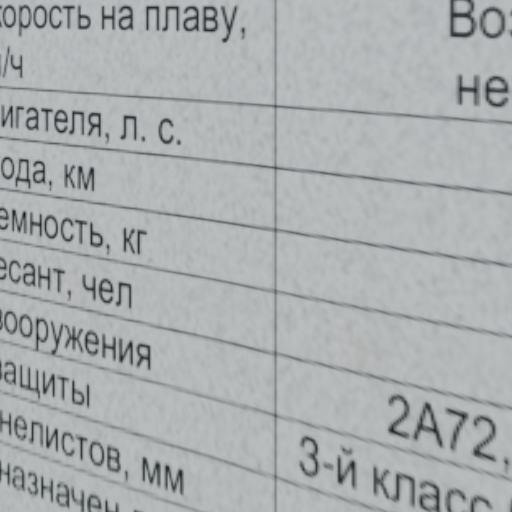 корость на плаву,
/ч
Воз
не
игателя, л. с.
ода, км
емность, кг
есант, чел
вооружения
2А72,
защиты
3-й класс
нелистов, мм
назначен